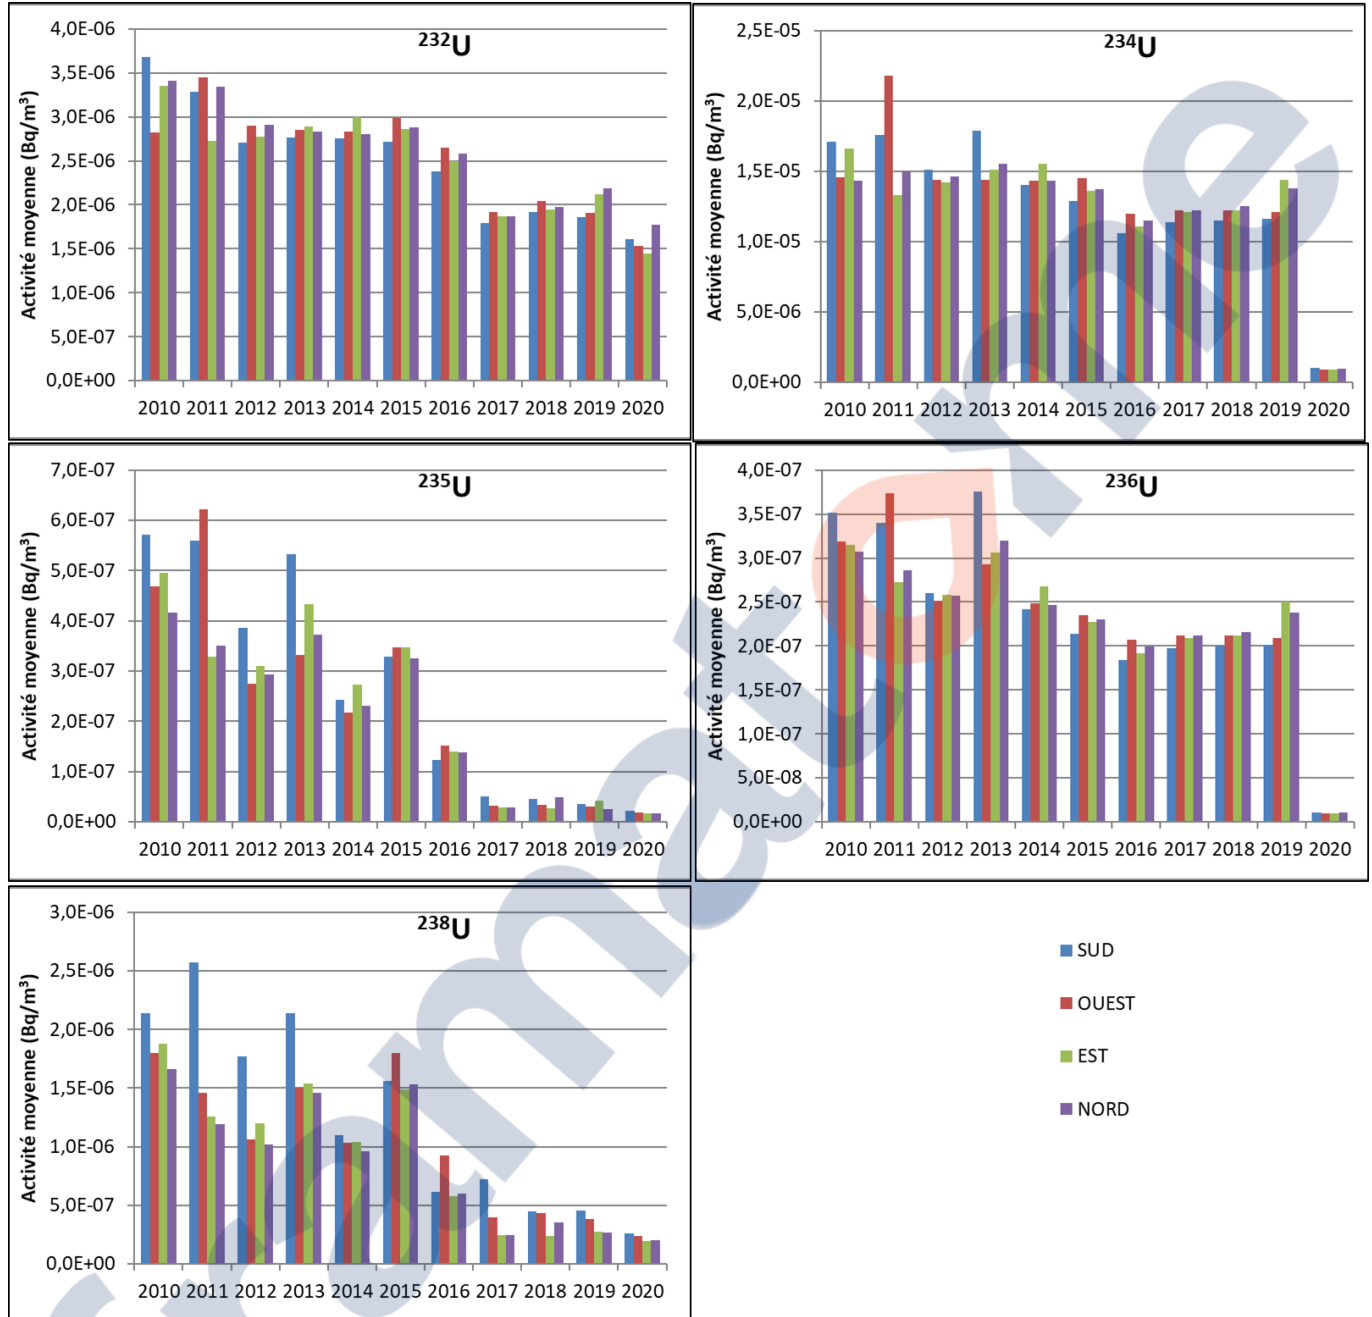 ²³²U
Activité moyenne (Bq/m³)
4,0E-06
3,5E-06
3,0E-06
2,5E-06
2,0E-06
1,5E-06
1,0E-06
5,0E-07
0,0E+00
2010 2011 2012 2013 2014 2015 2016 2017 2018 2019 2020
²³⁴U
Activité moyenne (Bq/m³)
2,5E-05
2,0E-05
1,5E-05
1,0E-05
5,0E-06
0,0E+00
2010 2011 2012 2013 2014 2015 2016 2017 2018 2019 2020
²³⁵U
Activité moyenne (Bq/m³)
7,0E-07
6,0E-07
5,0E-07
4,0E-07
3,0E-07
2,0E-07
1,0E-07
0,0E+00
2010 2011 2012 2013 2014 2015 2016 2017 2018 2019 2020
²³⁶U
Activité moyenne (Bq/m³)
4,0E-07
3,5E-07
3,0E-07
2,5E-07
2,0E-07
1,5E-07
1,0E-07
5,0E-08
0,0E+00
2010 2011 2012 2013 2014 2015 2016 2017 2018 2019 2020
²³⁸U
Activité moyenne (Bq/m³)
3,0E-06
2,5E-06
2,0E-06
1,5E-06
1,0E-06
5,0E-07
0,0E+00
2010 2011 2012 2013 2014 2015 2016 2017 2018 2019 2020
SUD
OUEST
EST
NORD
framatome